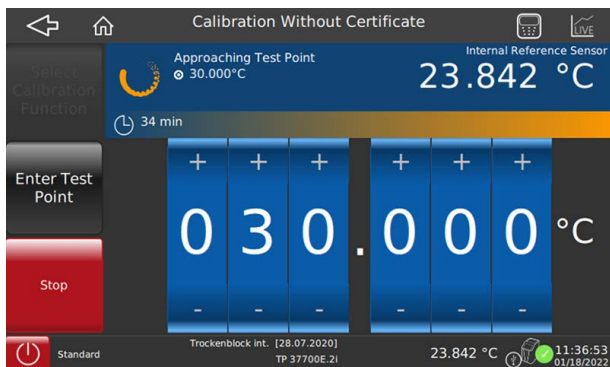 Calibration Without Certificate
LIVE
Select
Calibration
Function
Approaching Test Point
30.000°C
Internal Reference Sensor
23.842 °C
34 min
Enter Test
Point
+ + + + + +
0 3 0 . 0 0 0 °C
- - - - - -
Stop
Standard
Trockenblock int. [28.07.2020]
TP 37700E.2i
23.842 °C
11:36:53
01/18/2022